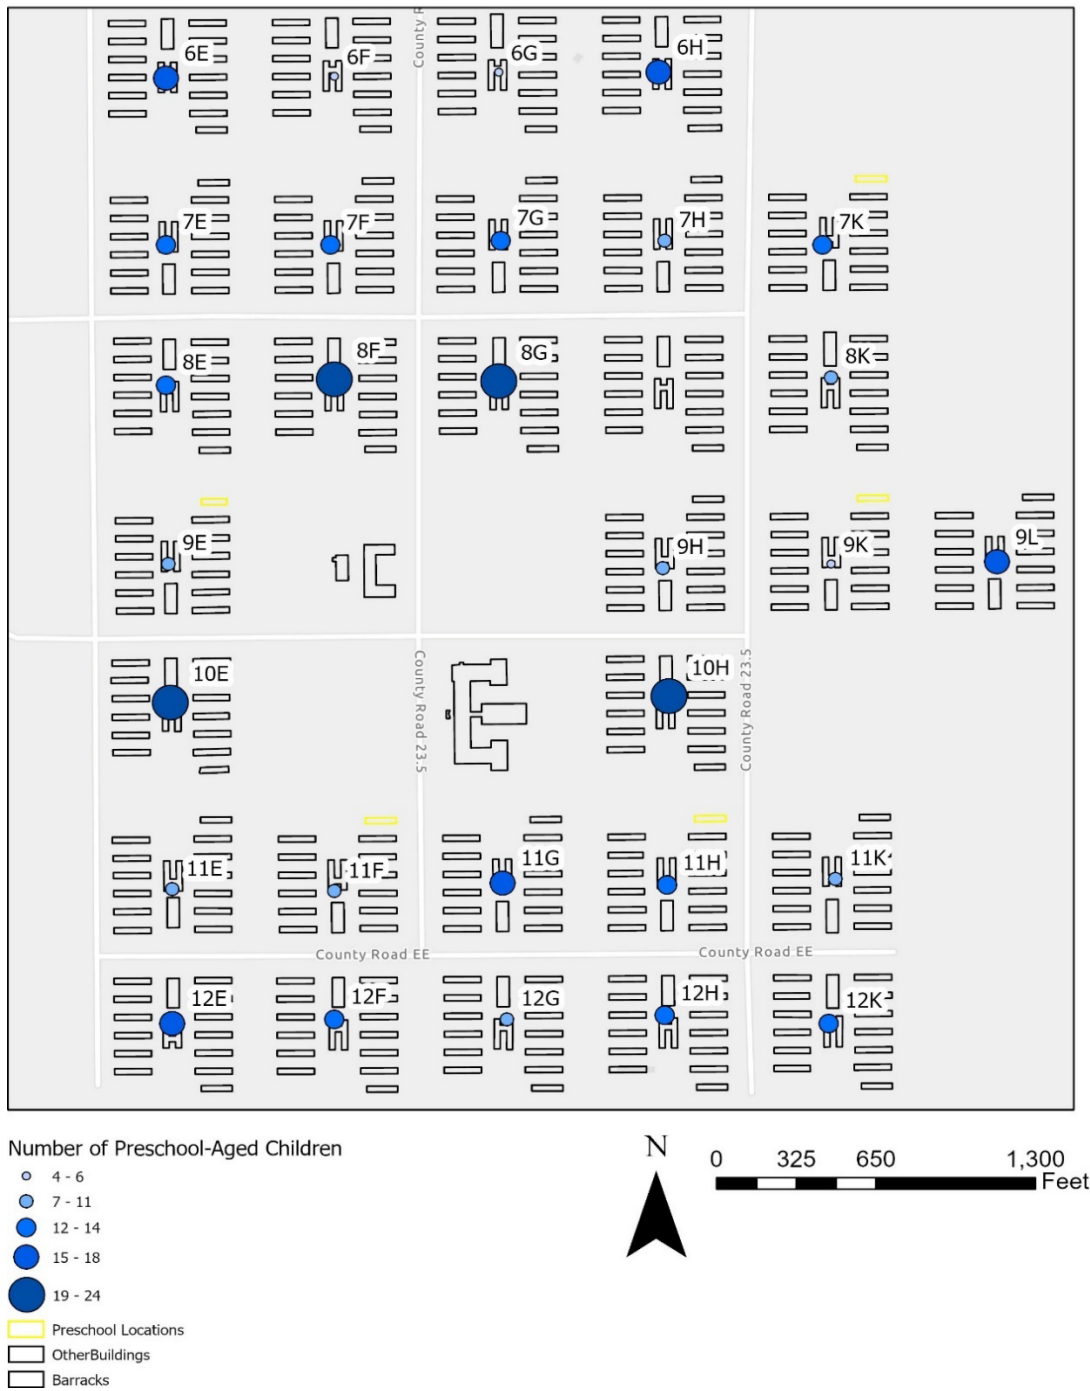 County R
6E
6F
6G
6H
7E
7F
7G
7H
7K
8E
8F
8G
8K
9E
9H
9K
9L
10E
10H
County Road 23.5
County Road 23.5
11E
11F
11G
11H
11K
County Road EE
County Road EE
12E
12F
12G
12H
12K
Number of Preschool-Aged Children
4 - 6
7 - 11
12 - 14
15 - 18
19 - 24
Preschool Locations
OtherBuildings
Barracks
N
0 325 650 1,300
Feet